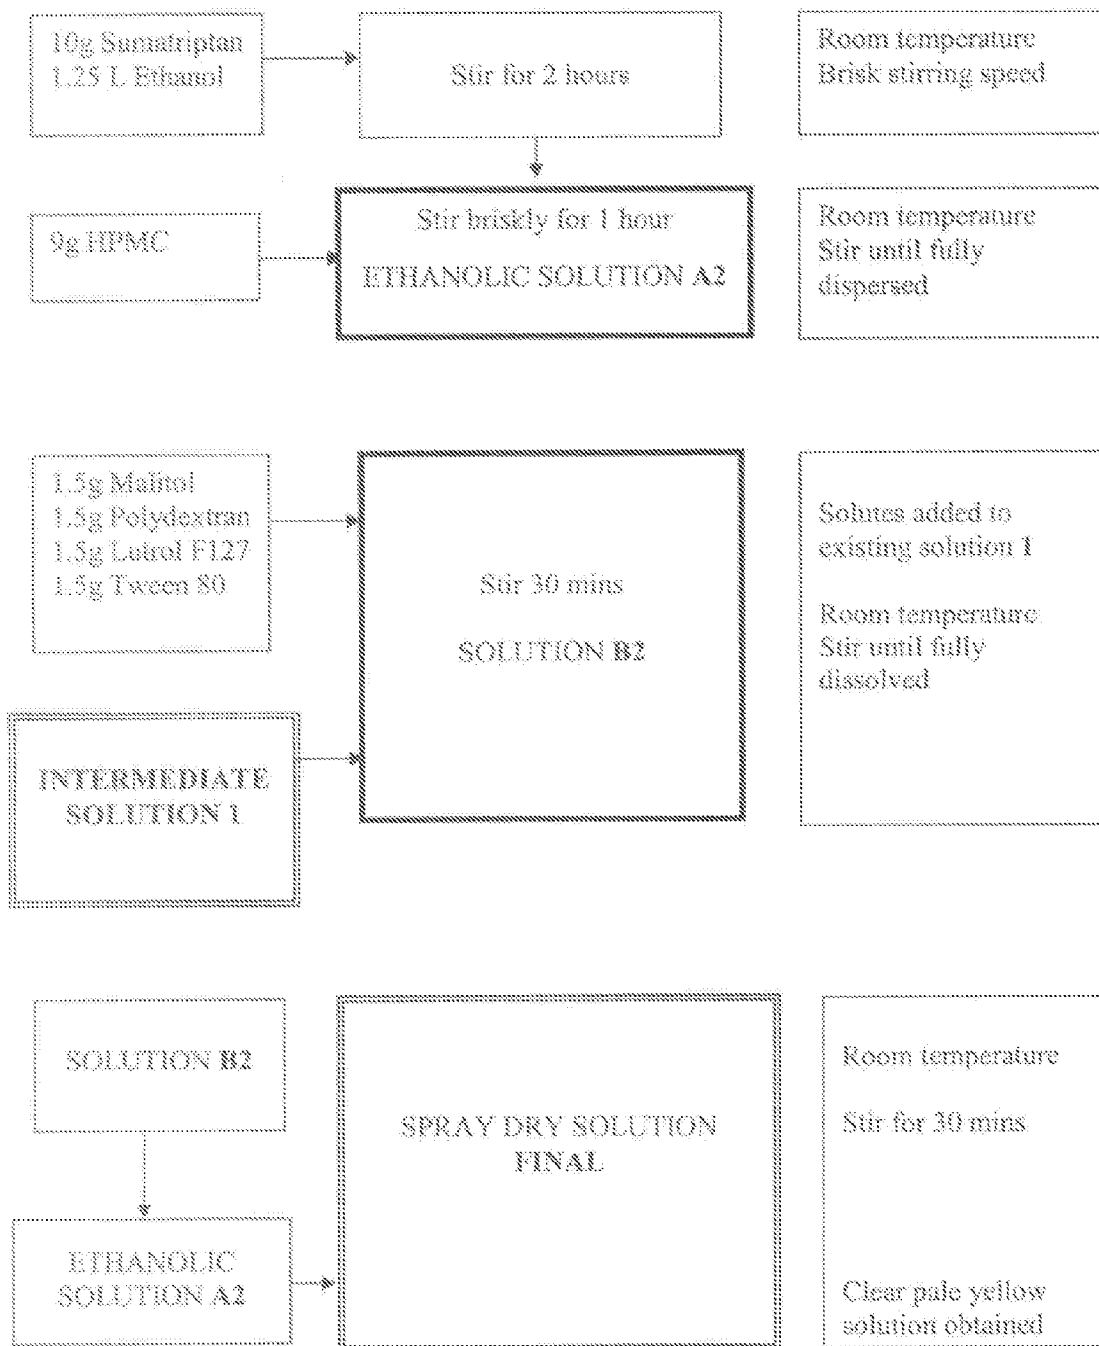 10g Sumatriptan
1.25 L Ethanol
Stir for 2 hours
Room temperature
Brisk stirring speed
9g HPMC
Stir briskly for 1 hour
ETHANOLIC SOLUTION A2
Room temperature
Stir until fully
dispersed
1.5g Malitol
1.5g Polydextran
1.5g Lutrol F127
1.5g Tween 80
Stir 30 mins
SOLUTION B2
Solutes added to
existing solution 1
Room temperature
Stir until fully
dissolved
INTERMEDIATE
SOLUTION 1
SOLUTION B2
SPRAY DRY SOLUTION
FINAL
Room temperature
Stir for 30 mins
ETHANOLIC
SOLUTION A2
Clear pale yellow
solution obtained